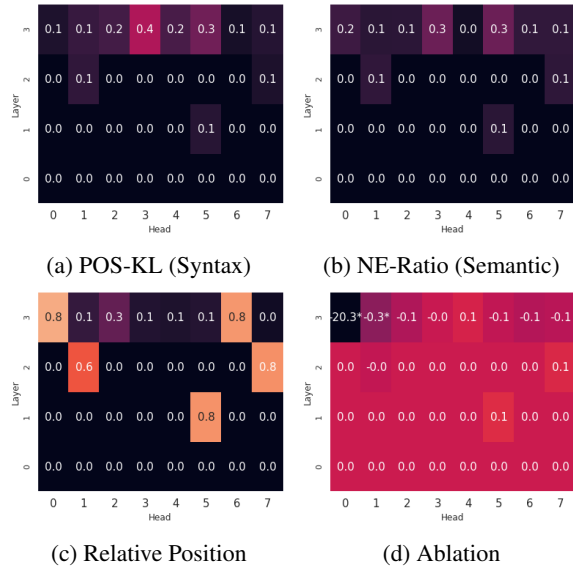 3 0.1 0.1 0.2 0.4 0.2 0.3 0.1 0.1
2 0.0 0.1 0.0 0.0 0.0 0.0 0.0 0.1
Layer
1 0.0 0.0 0.0 0.0 0.0 0.1 0.0 0.0
0 0.0 0.0 0.0 0.0 0.0 0.0 0.0 0.0
0 1 2 3 4 5 6 7
Head
(a) POS-KL (Syntax)
3 0.2 0.1 0.1 0.3 0.0 0.3 0.1 0.1
2 0.0 0.1 0.0 0.0 0.0 0.0 0.0 0.1
Layer
1 0.0 0.0 0.0 0.0 0.0 0.1 0.0 0.0
0 0.0 0.0 0.0 0.0 0.0 0.0 0.0 0.0
0 1 2 3 4 5 6 7
Head
(b) NE-Ratio (Semantic)
3 0.8 0.1 0.3 0.1 0.1 0.1 0.8 0.0
2 0.0 0.6 0.0 0.0 0.0 0.0 0.0 0.8
Layer
1 0.0 0.0 0.0 0.0 0.0 0.8 0.0 0.0
0 0.0 0.0 0.0 0.0 0.0 0.0 0.0 0.0
0 1 2 3 4 5 6 7
Head
(c) Relative Position
3 -20.3* -0.3* -0.1 -0.0 0.1 -0.1 -0.1 -0.1
2 0.0 -0.0 0.0 0.0 0.0 0.0 0.0 0.1
Layer
1 0.0 0.0 0.0 0.0 0.0 0.1 0.0 0.0
0 0.0 0.0 0.0 0.0 0.0 0.0 0.0 0.0
0 1 2 3 4 5 6 7
Head
(d) Ablation